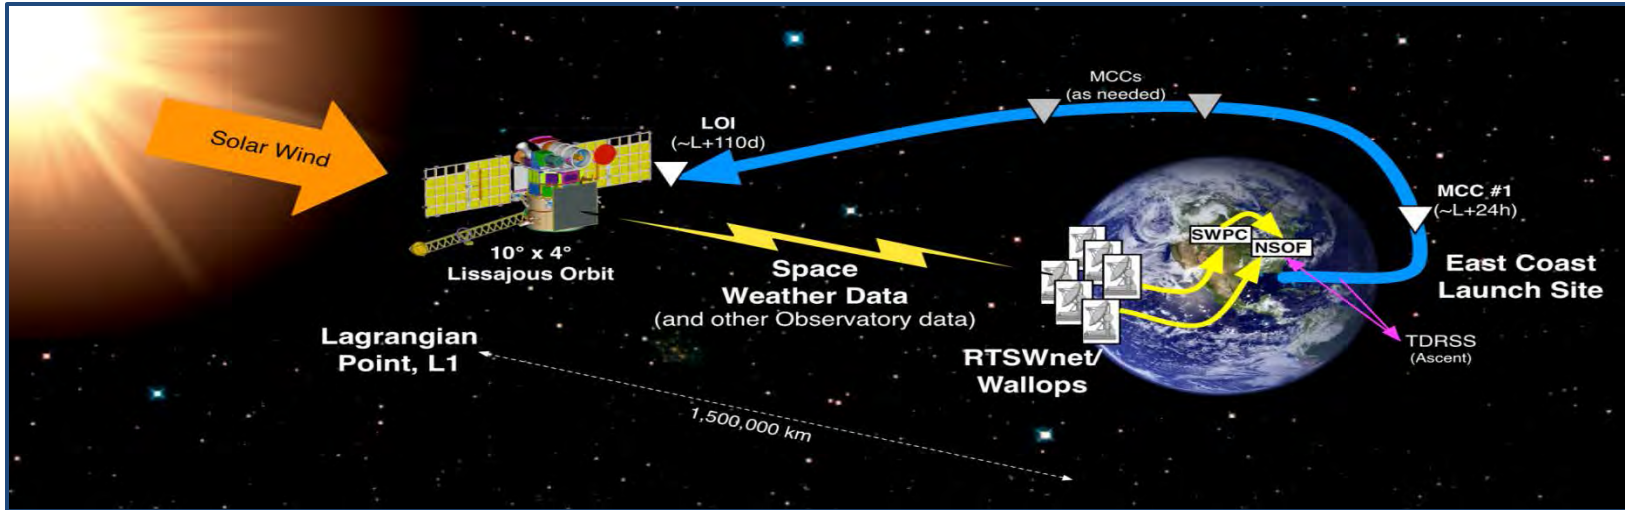 Solar Wind
LOI
(~L+110d)
MCCs
(as needed)
MCC #1
(~L+24h)
10° x 4°
Lissajous Orbit
Space
Weather Data
(and other Observatory data)
SWPC
NSOF
East Coast
Launch Site
Lagrangian
Point, L1
RTSWnet/
Wallops
TDRSS
(Ascent)
1,500,000 km